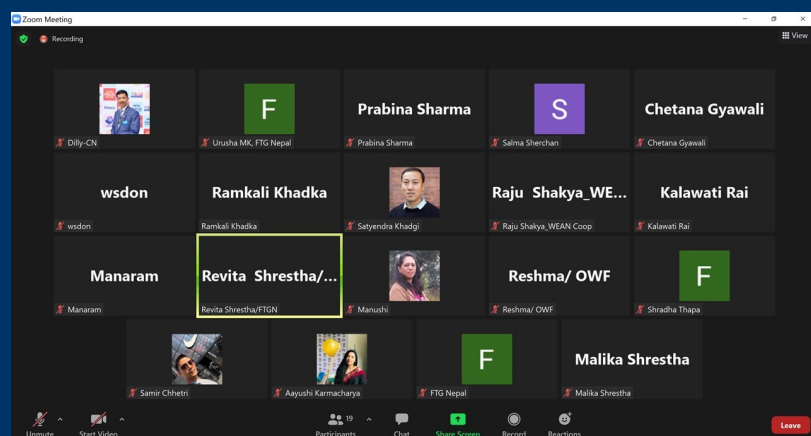 Zoom Meeting
Recording
View
Dilly-CN
F
Urusha MK, FTG Nepal
Prabina Sharma
Prabina Sharma
S
Salma Sherchan
Chetana Gyawali
Chetana Gyawali
wsdon
wsdon
Ramkali Khadka
Ramkali Khadka
Satyendra Khadgi
Raju Shakya_WE...
Raju Shakya_WEAN Coop
Kalawati Rai
Kalawati Rai
Manaram
Manaram
Revita Shrestha/...
Revita Shrestha/FTGN
Manushi
Reshma/ OWF
Reshma/ OWF
F
Shradha Thapa
Samir Chhetri
Aayushi Karmacharya
F
FTG Nepal
Malika Shrestha
Malika Shrestha
Unmute
Start Video
19
Participants
Chat
Share Screen
Record
Reactions
Leave